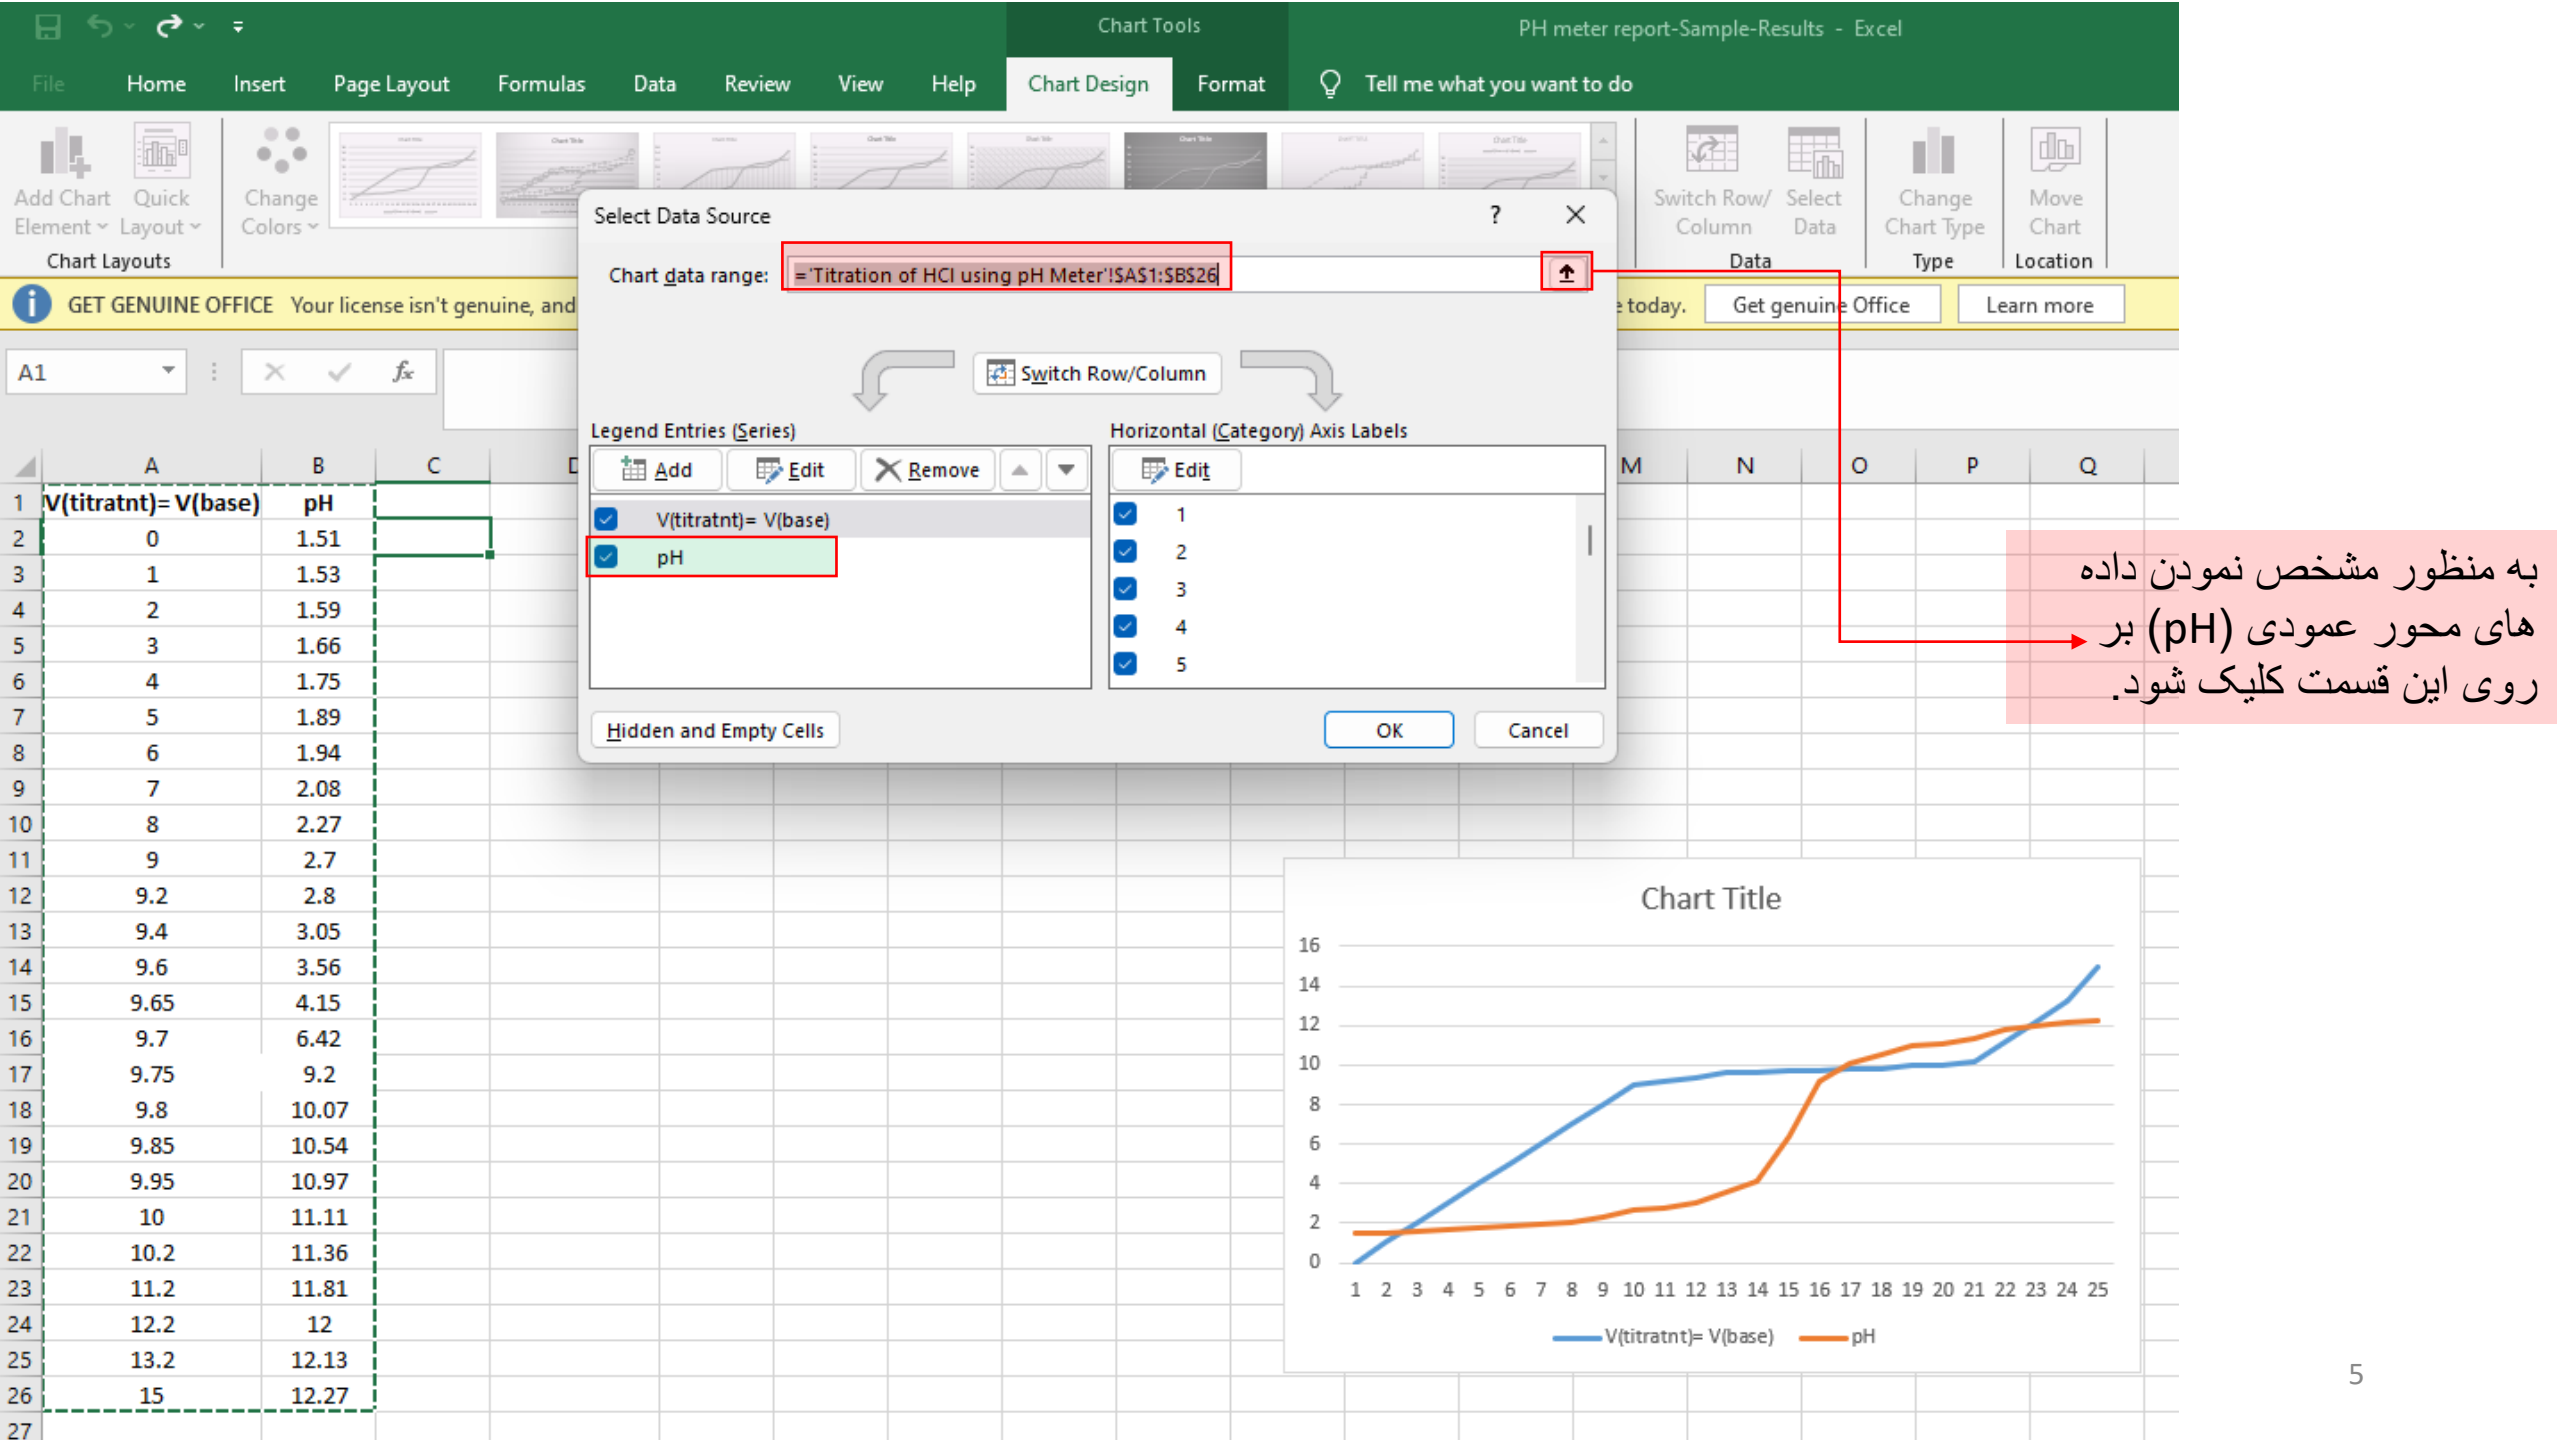 Chart Tools
PH meter report-Sample-Results - Excel
File Home Insert Page Layout Formulas Data Review View Help Chart Design Format Tell me what you want to do
Add Chart Element Quick Layout Change Colors
Switch Row/ Column Select Data Change Chart Type Move Chart
Chart Layouts Data Type Location
GET GENUINE OFFICE Your license isn't genuine, and
e today. Get genuine Office Learn more
Select Data Source ?
Chart data range: ='Titration of HCl using pH Meter'!$A$1:$B$26
Switch Row/Column
Legend Entries (Series)
Add Edit Remove
V(titratnt)= V(base)
pH
Horizontal (Category) Axis Labels
Edit
1
2
3
4
5
Hidden and Empty Cells OK Cancel
A1 fx
A B C D M N O P Q
1 V(titratnt)= V(base) pH
2 0 1.51
3 1 1.53
4 2 1.59
5 3 1.66
6 4 1.75
7 5 1.89
8 6 1.94
9 7 2.08
10 8 2.27
11 9 2.7
12 9.2 2.8
13 9.4 3.05
14 9.6 3.56
15 9.65 4.15
16 9.7 6.42
17 9.75 9.2
18 9.8 10.07
19 9.85 10.54
20 9.95 10.97
21 10 11.11
22 10.2 11.36
23 11.2 11.81
24 12.2 12
25 13.2 12.13
26 15 12.27
27
به منظور مشخص نمودن داده
های محور عمودی (pH) بر
روی این قسمت کلیک شود.
Chart Title
16
14
12
10
8
6
4
2
0
1 2 3 4 5 6 7 8 9 10 11 12 13 14 15 16 17 18 19 20 21 22 23 24 25
V(titratnt)= V(base) pH
5